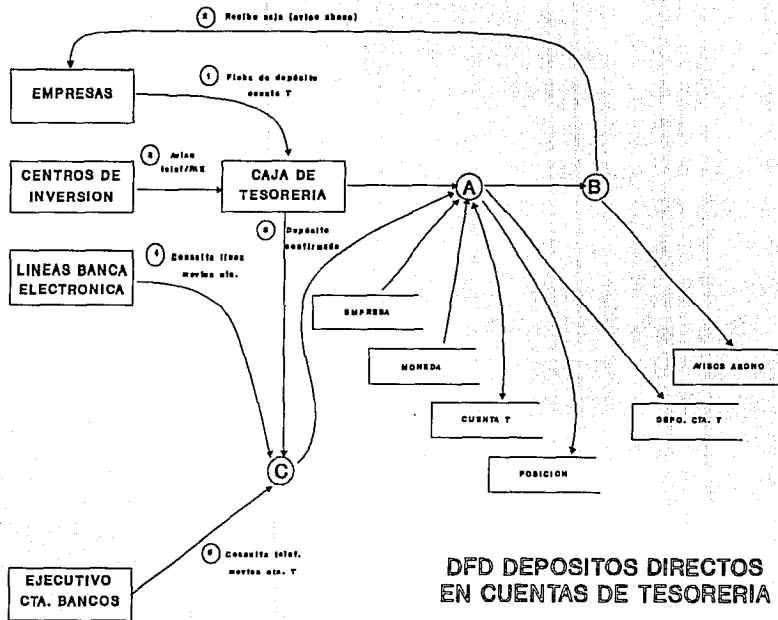 2 Recibo caja (aviso abono)
1 Ficha de depósito
cuenta T
EMPRESAS
3 Aviso
telef/MX
CENTROS DE
INVERSION
CAJA DE
TESORERIA
A
B
6 Depósito
confirmado
4 Consulta línea
movtos cta.
LINEAS BANCA
ELECTRONICA
EMPRESA
MONEDA
CUENTA T
POSICION
DEPO. CTA. T
AVISOS ABONO
C
5 Consulta telef.
movtos cta. T
EJECUTIVO
CTA. BANCOS
DFD DEPOSITOS DIRECTOS
EN CUENTAS DE TESORERIA